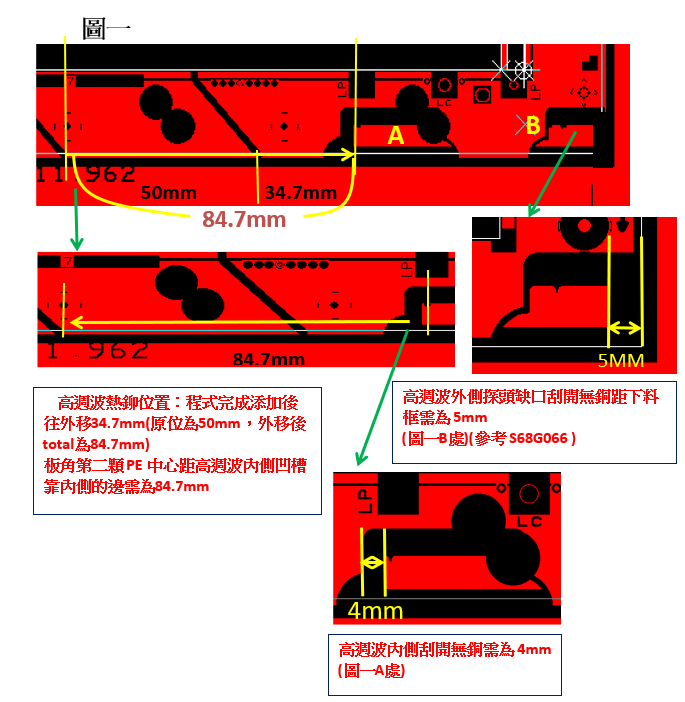 圖一
7
LP
LC
LP
A
B
11.962
50mm
34.7mm
84.7mm
7
LP
1.962
84.7mm
5MM
高週波熱鉚位置：程式完成添加後
往外移34.7mm(原位為50mm，外移後
total為84.7mm)
板角第二顆 PE 中心距高週波內側凹槽
靠內側的邊需為84.7mm
高週波外側探頭缺口刮開無銅距下料
框需為 5mm
(圖一B處)(參考 S68G066 )
LP
LC
4mm
高週波內側刮開無銅需為 4mm
(圖一A處)